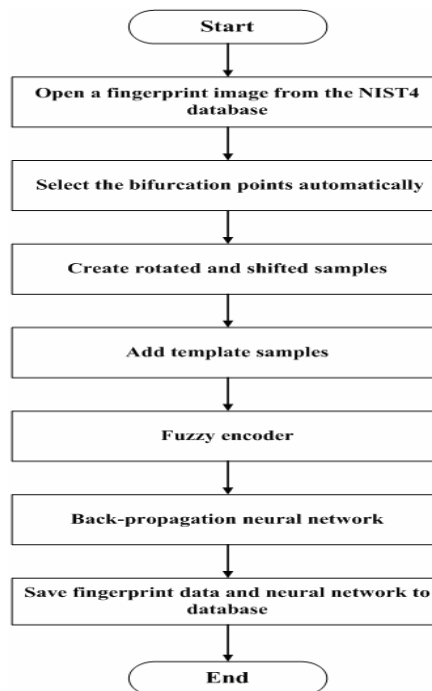 Start
Open a fingerprint image from the NIST4
database
Select the bifurcation points automatically
Create rotated and shifted samples
Add template samples
Fuzzy encoder
Back-propagation neural network
Save fingerprint data and neural network to
database
End